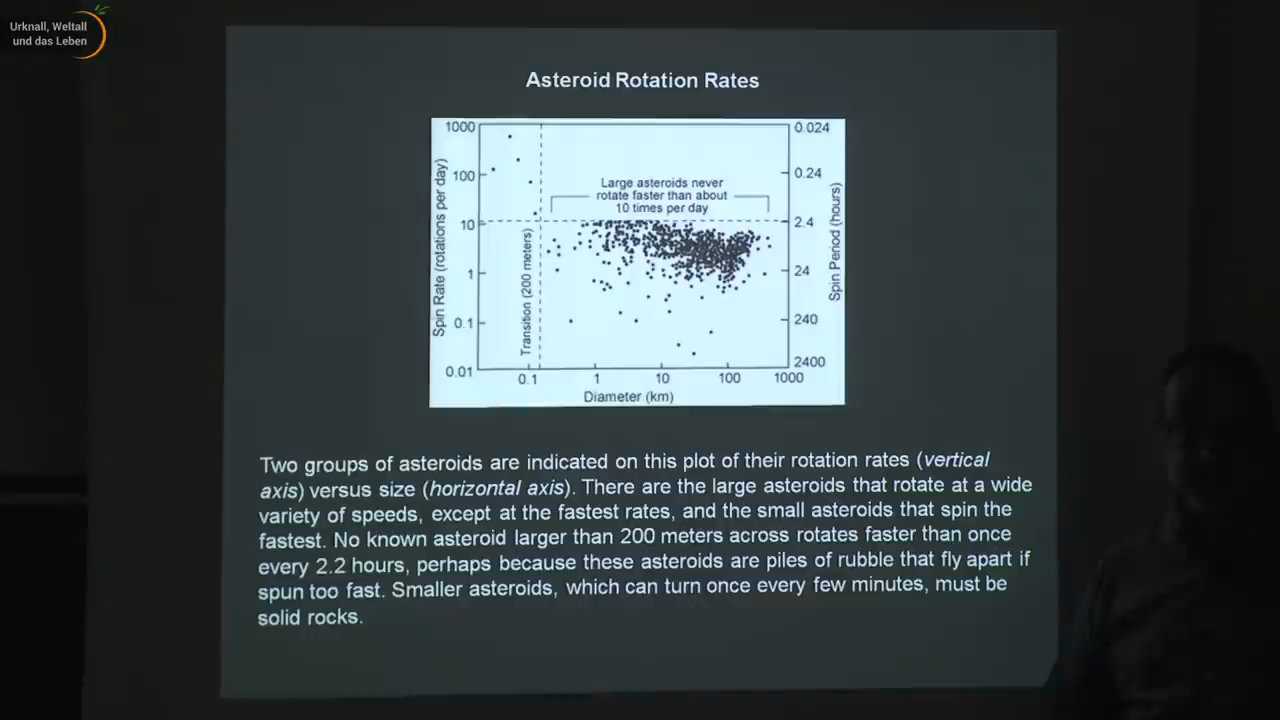 Urknall, Weltall
und das Leben
Asteroid Rotation Rates
1000
100
10
1
0.1
0.01
Spin Rate (rotations per day)
Transition (200 meters)
Large asteroids never
rotate faster than about
10 times per day
0.024
0.24
2.4
24
240
2400
Spin Period (hours)
0.1 1 10 100 1000
Diameter (km)
Two groups of asteroids are indicated on this plot of their rotation rates (vertical
axis) versus size (horizontal axis). There are the large asteroids that rotate at a wide
variety of speeds, except at the fastest rates, and the small asteroids that spin the
fastest. No known asteroid larger than 200 meters across rotates faster than once
every 2.2 hours, perhaps because these asteroids are piles of rubble that fly apart if
spun too fast. Smaller asteroids, which can turn once every few minutes, must be
solid rocks.